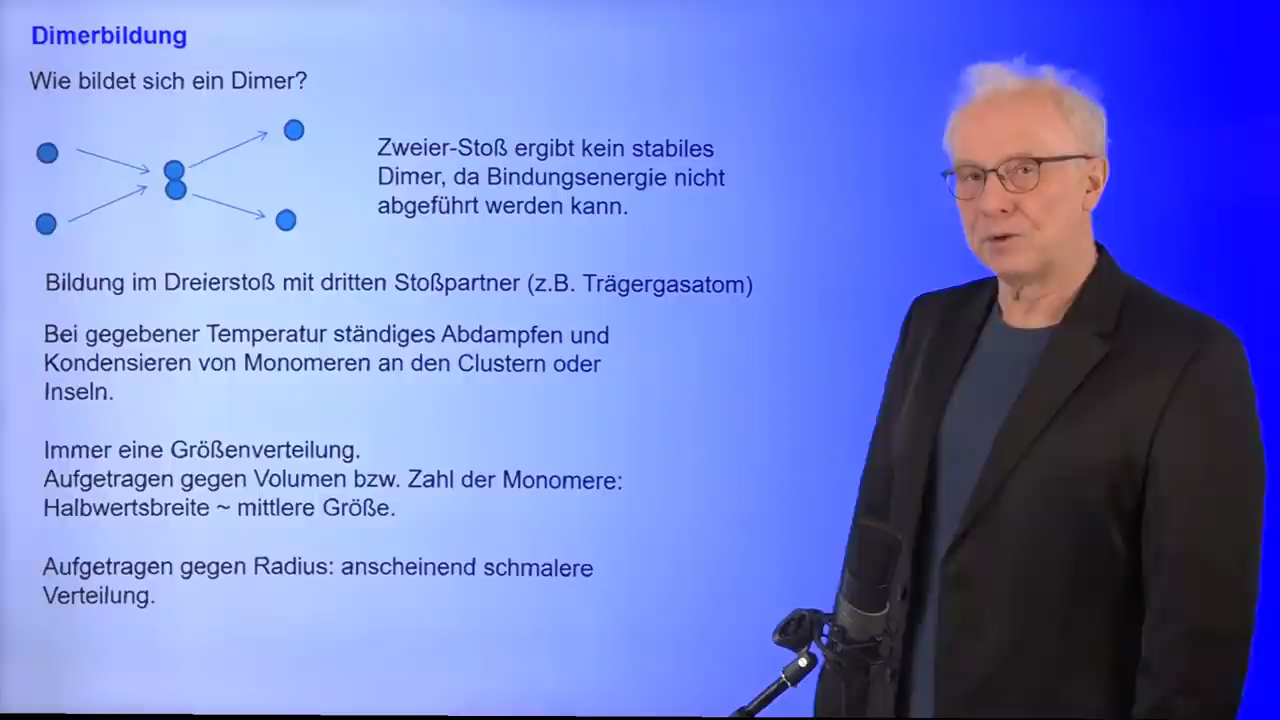 Dimerbildung
Wie bildet sich ein Dimer?
Zweier-Stoß ergibt kein stabiles
Dimer, da Bindungsenergie nicht
abgeführt werden kann.
Bildung im Dreierstoß mit dritten Stoßpartner (z.B. Trägergasatom)
Bei gegebener Temperatur ständiges Abdampfen und
Kondensieren von Monomeren an den Clustern oder
Inseln.
Immer eine Größenverteilung.
Aufgetragen gegen Volumen bzw. Zahl der Monomere:
Halbwertsbreite ~ mittlere Größe.
Aufgetragen gegen Radius: anscheinend schmalere
Verteilung.